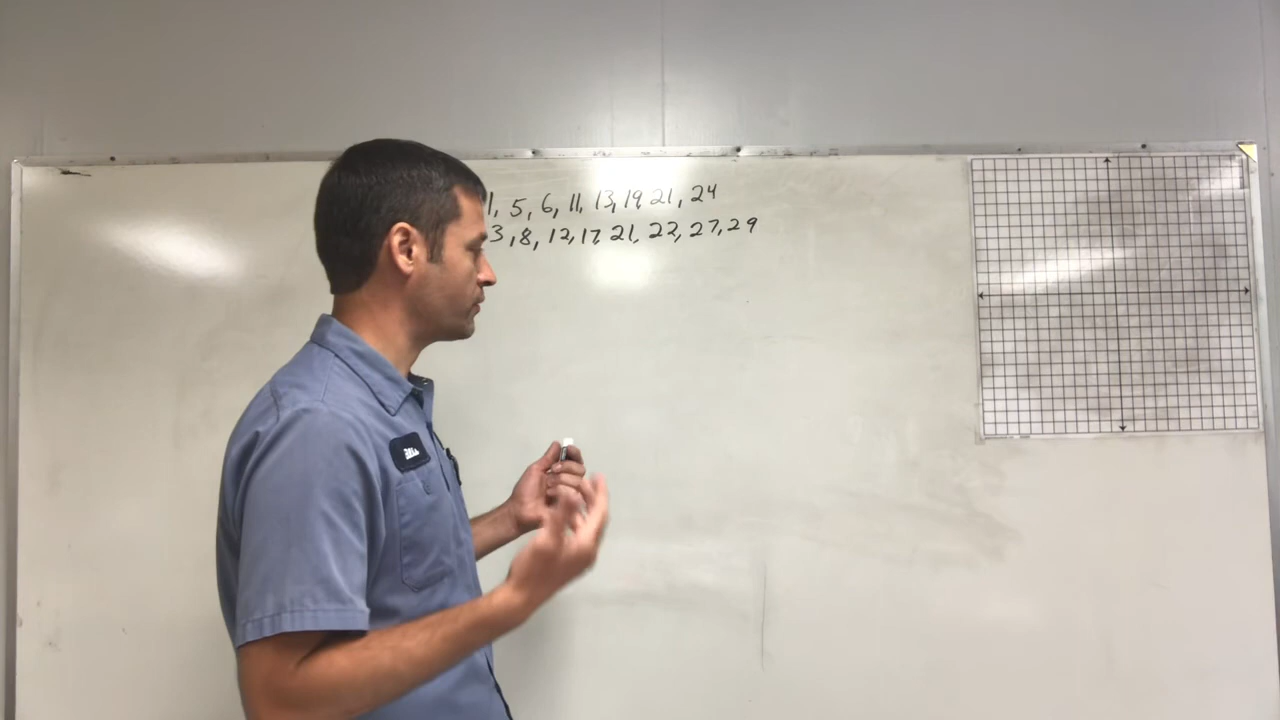 1, 5, 6, 11, 13, 19, 21, 24
3, 8, 12, 17, 21, 22, 27, 29